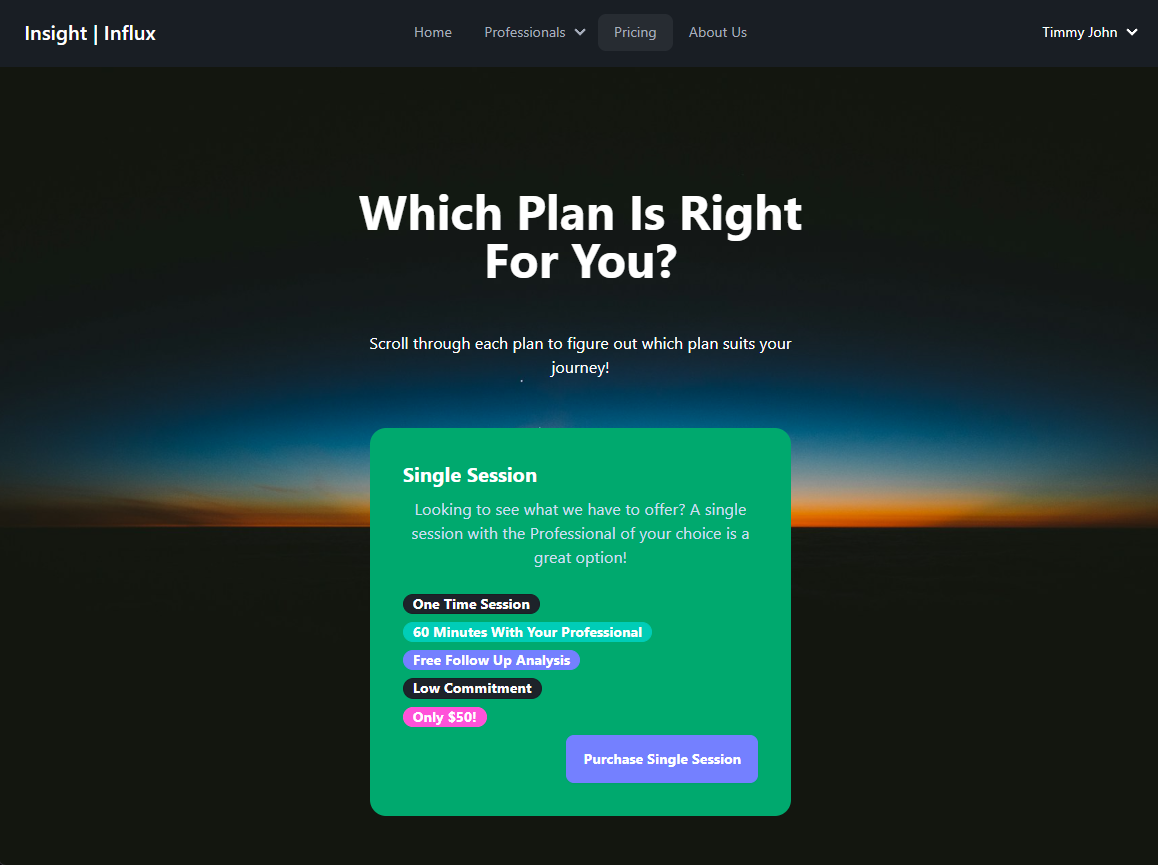 Insight | Influx
Home
Professionals
Pricing
About Us
Timmy John
Which Plan Is Right
For You?
Scroll through each plan to figure out which plan suits your
journey!
Single Session
Looking to see what we have to offer? A single
session with the Professional of your choice is a
great option!
One Time Session
60 Minutes With Your Professional
Free Follow Up Analysis
Low Commitment
Only $50!
Purchase Single Session